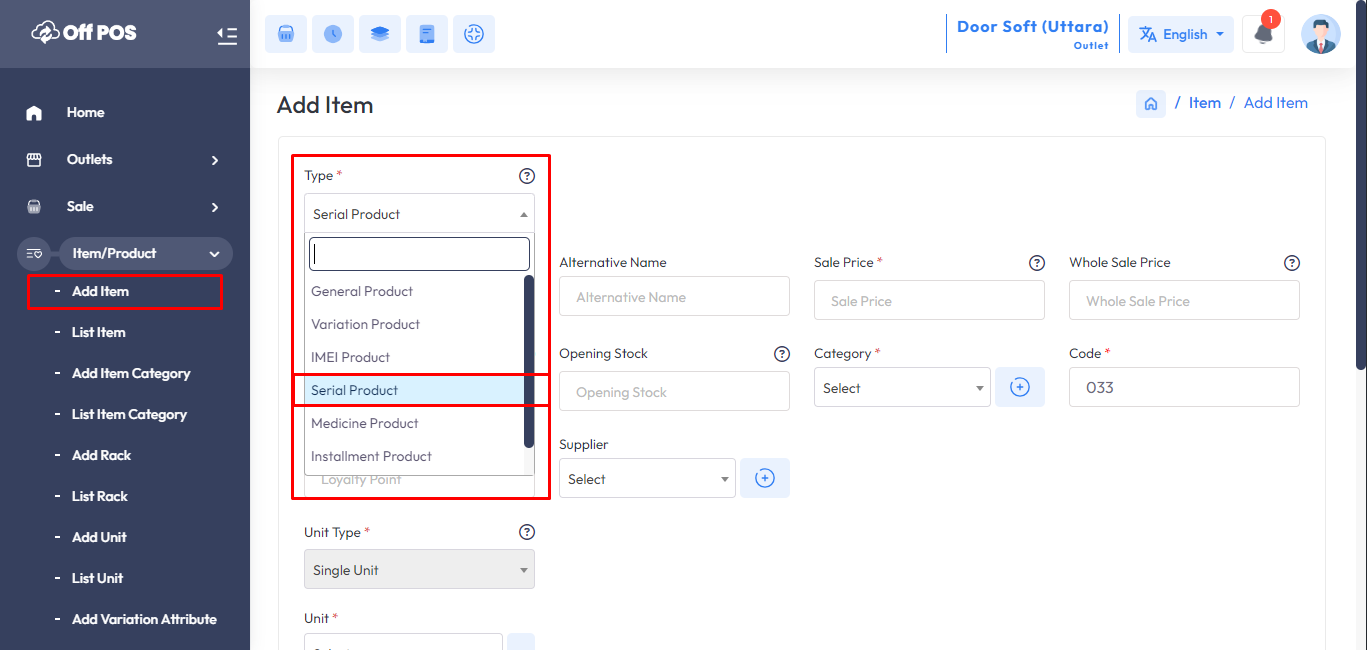 Off POS
Door Soft (Uttara)
Outlet
English
1
Home
Outlets
Sale
Item/Product
- Add Item
- List Item
- Add Item Category
- List Item Category
- Add Rack
- List Rack
- Add Unit
- List Unit
- Add Variation Attribute
Add Item
/ Item / Add Item
Type *
?
Serial Product
General Product
Variation Product
IMEI Product
Serial Product
Medicine Product
Installment Product
Loyalty Point
Alternative Name
Alternative Name
Sale Price *
?
Sale Price
Whole Sale Price
?
Whole Sale Price
Opening Stock
?
Opening Stock
Category *
Select
Code *
033
Supplier
Select
Unit Type *
?
Single Unit
Unit *